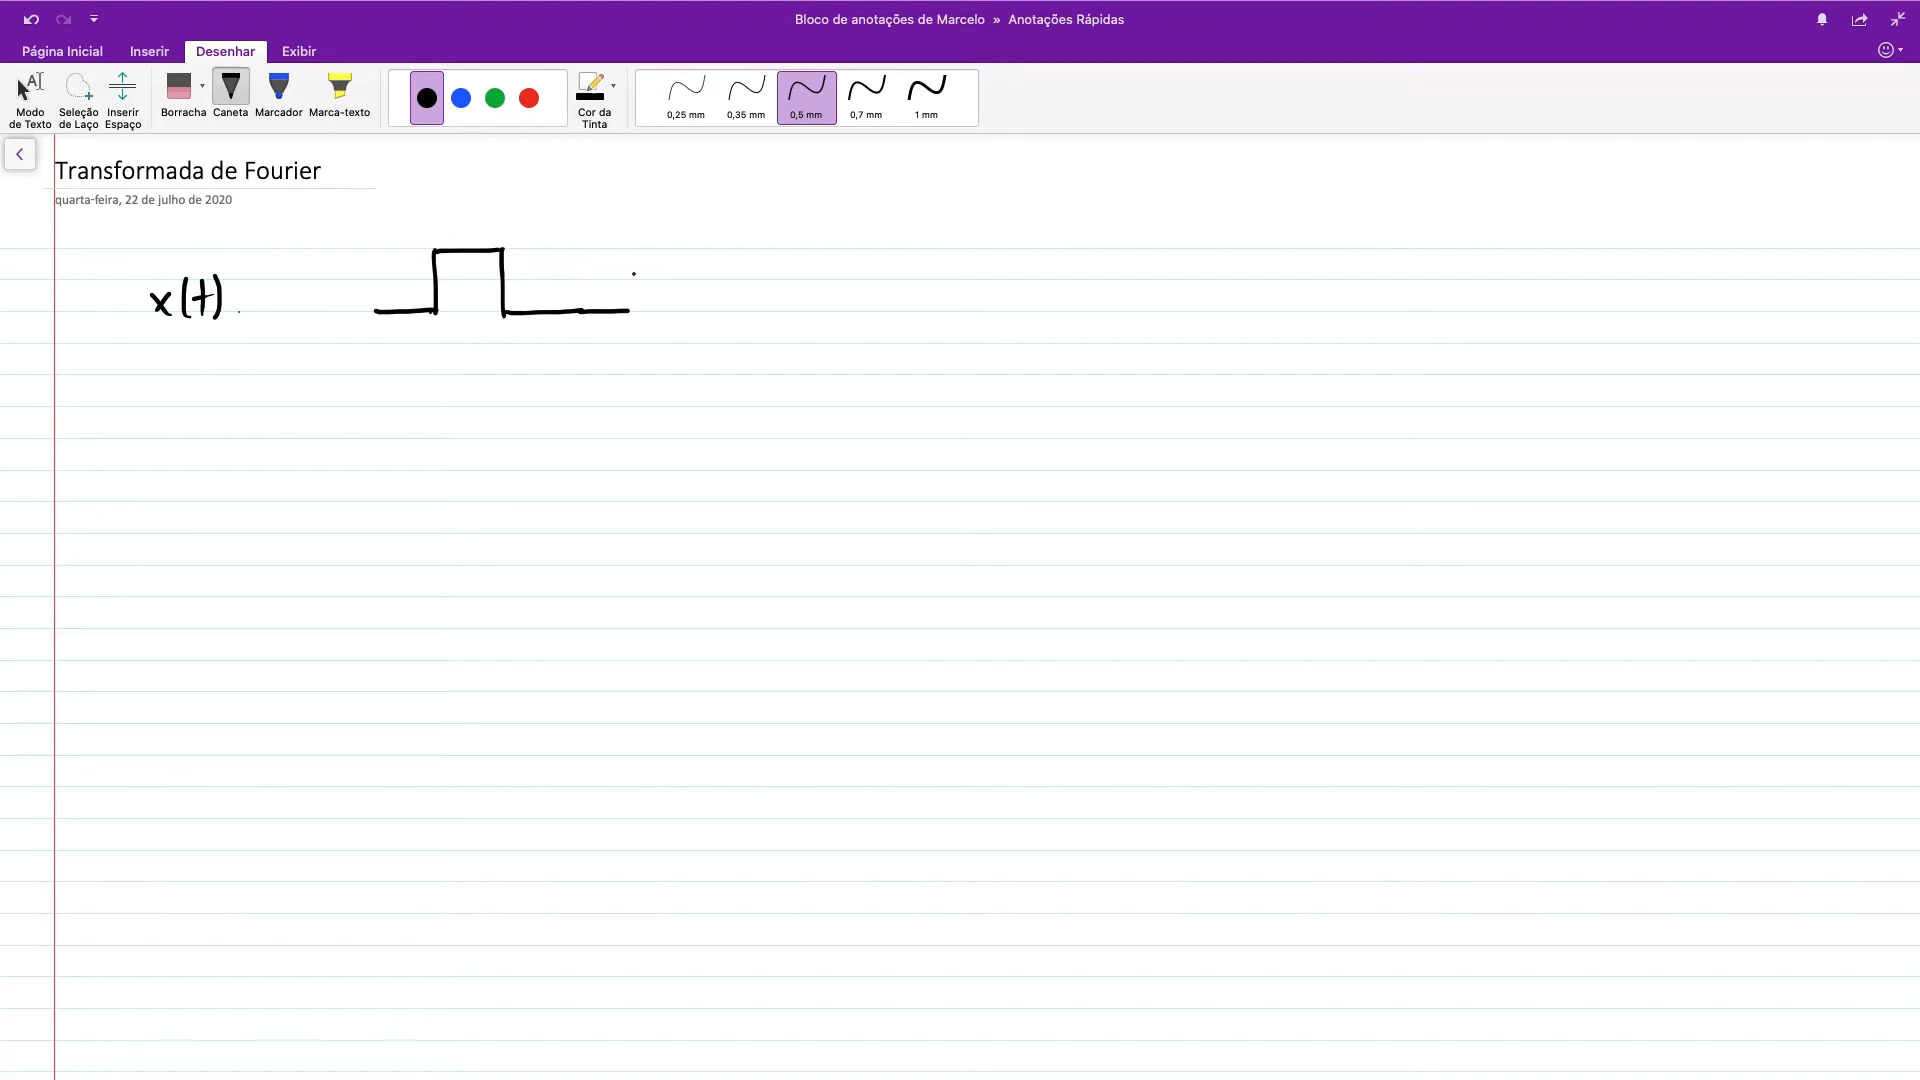 Bloco de anotações de Marcelo » Anotações Rápidas
Página Inicial Inserir Desenhar Exibir
Modo de Texto
Seleção de Laço
Inserir Espaço
Borracha
Caneta
Marcador
Marca-texto
Cor da Tinta
0,25 mm
0,35 mm
0,5 mm
0,7 mm
1 mm
Transformada de Fourier
quarta-feira, 22 de julho de 2020
x(t)